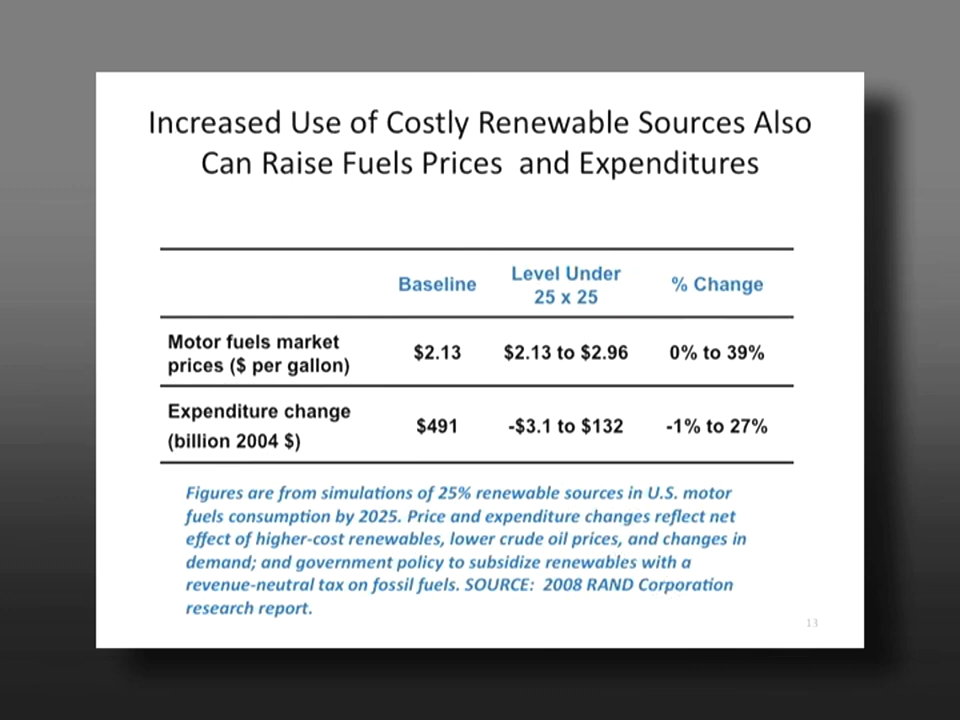 Increased Use of Costly Renewable Sources Also
Can Raise Fuels Prices  and Expenditures
Baseline
Level Under
25 x 25
% Change
Motor fuels market
prices ($ per gallon)
$2.13
$2.13 to $2.96
0% to 39%
Expenditure change
(billion 2004 $)
$491
-$3.1 to $132
-1% to 27%
Figures are from simulations of 25% renewable sources in U.S. motor
fuels consumption by 2025. Price and expenditure changes reflect net
effect of higher-cost renewables, lower crude oil prices, and changes in
demand; and government policy to subsidize renewables with a
revenue-neutral tax on fossil fuels. SOURCE:  2008 RAND Corporation
research report.
13